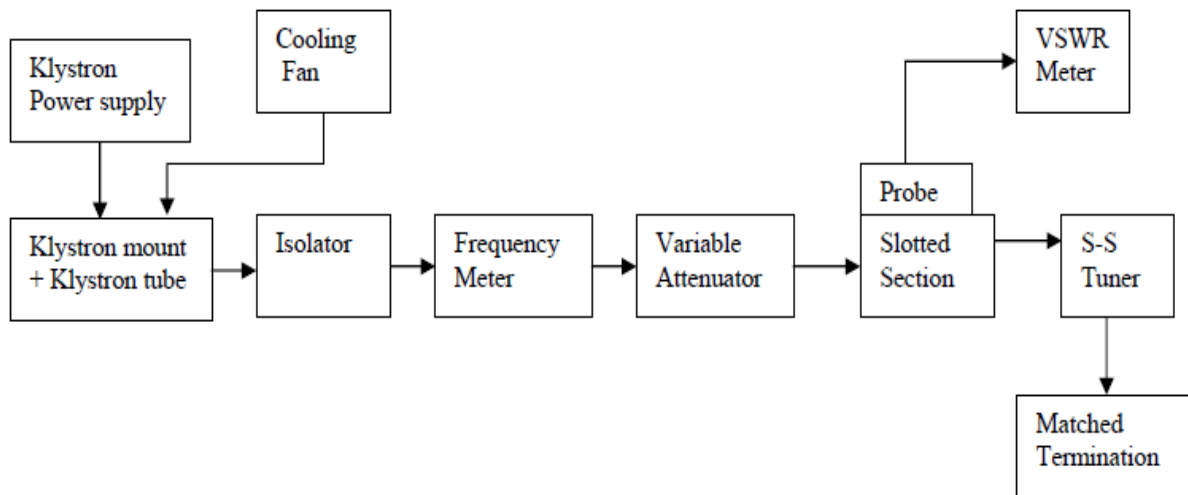 Klystron
Power supply
Cooling
Fan
VSWR
Meter
Klystron mount
+ Klystron tube
Isolator
Frequency
Meter
Variable
Attenuator
Probe
Slotted
Section
S-S
Tuner
Matched
Termination